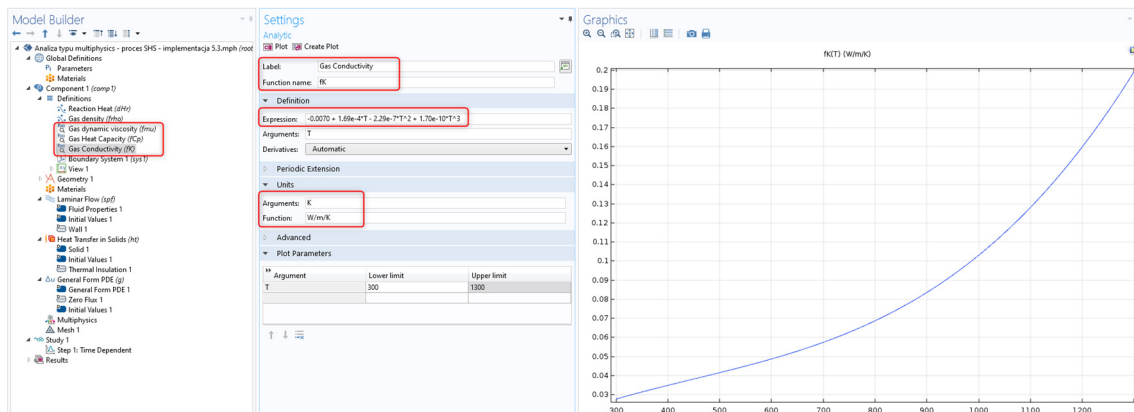 Model Builder
Analiza typu multiphysics - proces SHS - implementacja 5.3.mph (root
Global Definitions
Pi Parameters
Materials
Component 1 (comp1)
Definitions
Reaction Heat (dHr)
Gas density (frho)
Gas dynamic viscosity (fmu)
Gas Heat Capacity (fCp)
Gas Conductivity (fK)
Boundary System 1 (sys1)
View 1
Geometry 1
Materials
Laminar Flow (spf)
Fluid Properties 1
Initial Values 1
Wall 1
Heat Transfer in Solids (ht)
Solid 1
Initial Values 1
Thermal Insulation 1
Δu General Form PDE (g)
General Form PDE 1
Zero Flux 1
Initial Values 1
Multiphysics
Mesh 1
Study 1
Step 1: Time Dependent
Results
Settings
Analytic
Plot Create Plot
Label: Gas Conductivity
Function name: fK
Definition
Expression: -0.0070 + 1.69e-4*T - 2.29e-7*T^2 + 1.70e-10*T^3
Arguments: T
Derivatives: Automatic
Periodic Extension
Units
Arguments: K
Function: W/m/K
Advanced
Plot Parameters
Argument Lower limit Upper limit
T 300 1300
Graphics
fK(T) (W/m/K)
0.2
0.19
0.18
0.17
0.16
0.15
0.14
0.13
0.12
0.11
0.1
0.09
0.08
0.07
0.06
0.05
0.04
0.03
300 400 500 600 700 800 900 1000 1100 1200